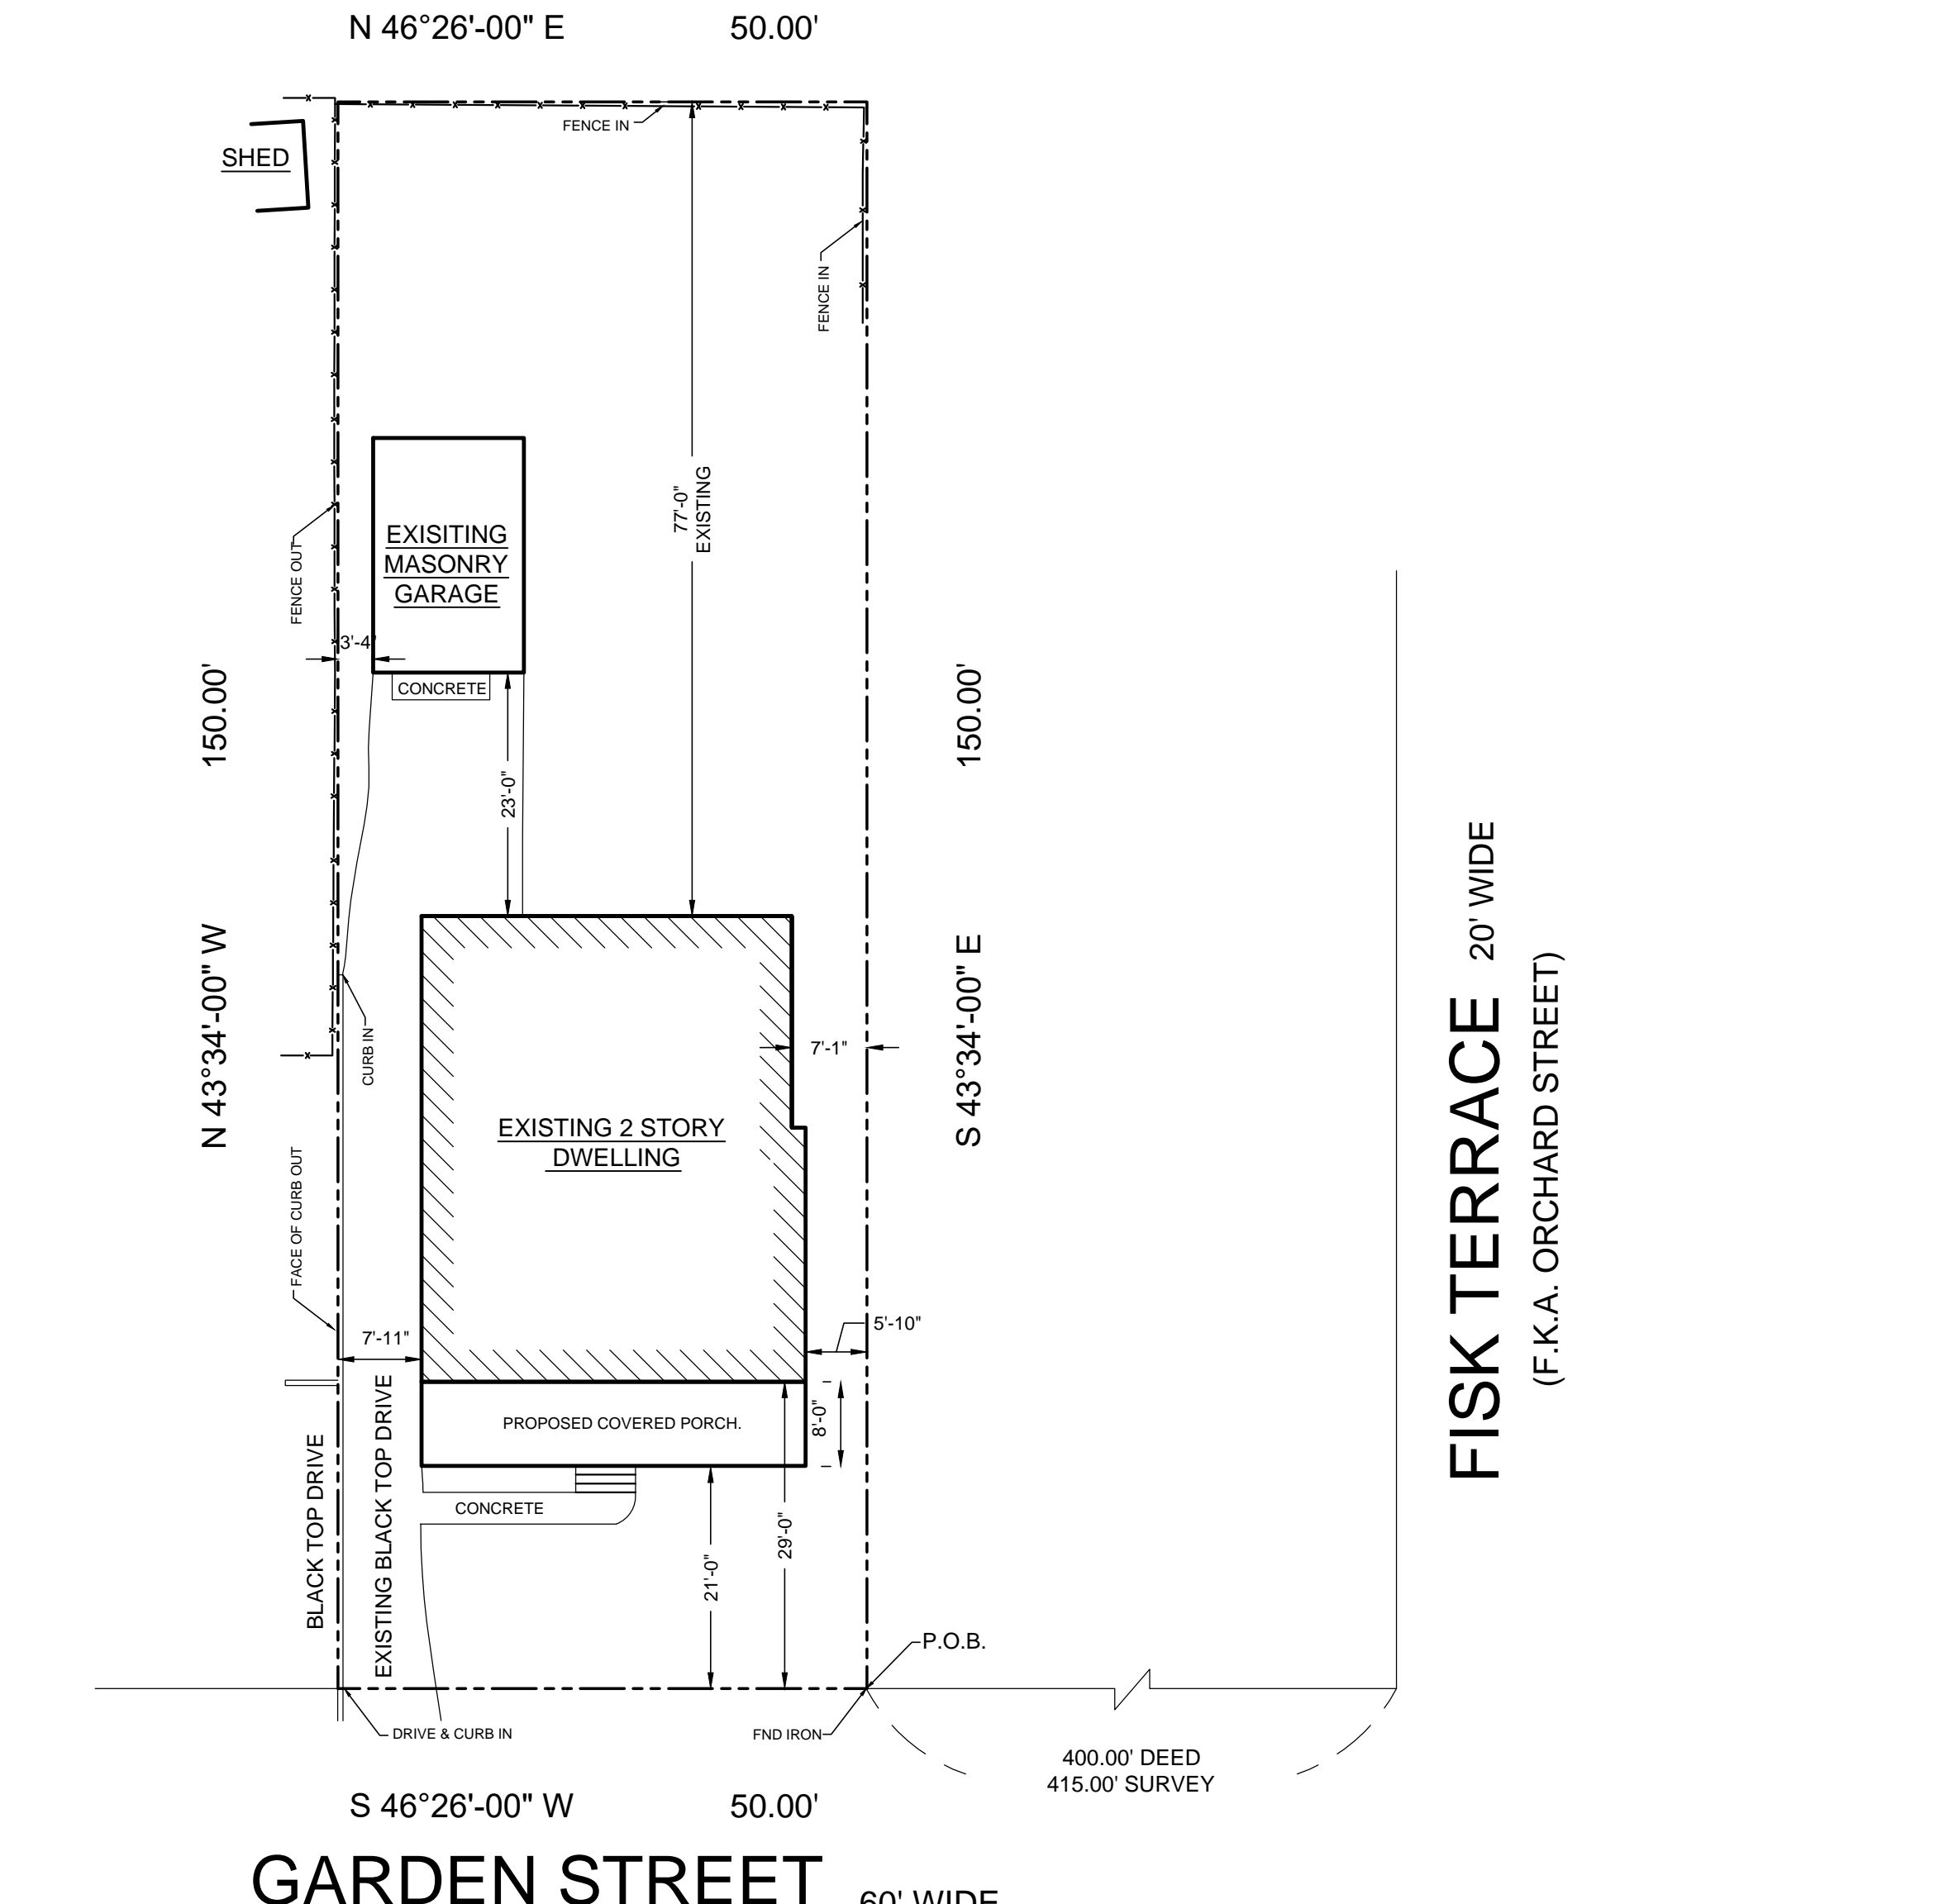 N 46°26'-00" E 50.00'
FENCE IN
SHED
FENCE IN
EXISITING
MASONRY
GARAGE
77'-0"
EXISTING
FENCE OUT
3'-4"
CONCRETE
150.00'
150.00'
23'-0"
FISK TERRACE 20' WIDE
(F.K.A. ORCHARD STREET)
N 43°34'-00" W
S 43°34'-00" E
CURB IN
7'-1"
EXISTING 2 STORY
DWELLING
FACE OF CURB OUT
7'-11"
5'-10"
PROPOSED COVERED PORCH.
8'-0"
BLACK TOP DRIVE
EXISTING BLACK TOP DRIVE
CONCRETE
29'-0"
21'-0"
P.O.B.
DRIVE & CURB IN
FND IRON
400.00' DEED
415.00' SURVEY
S 46°26'-00" W 50.00'
GARDEN STREET 60' WIDE